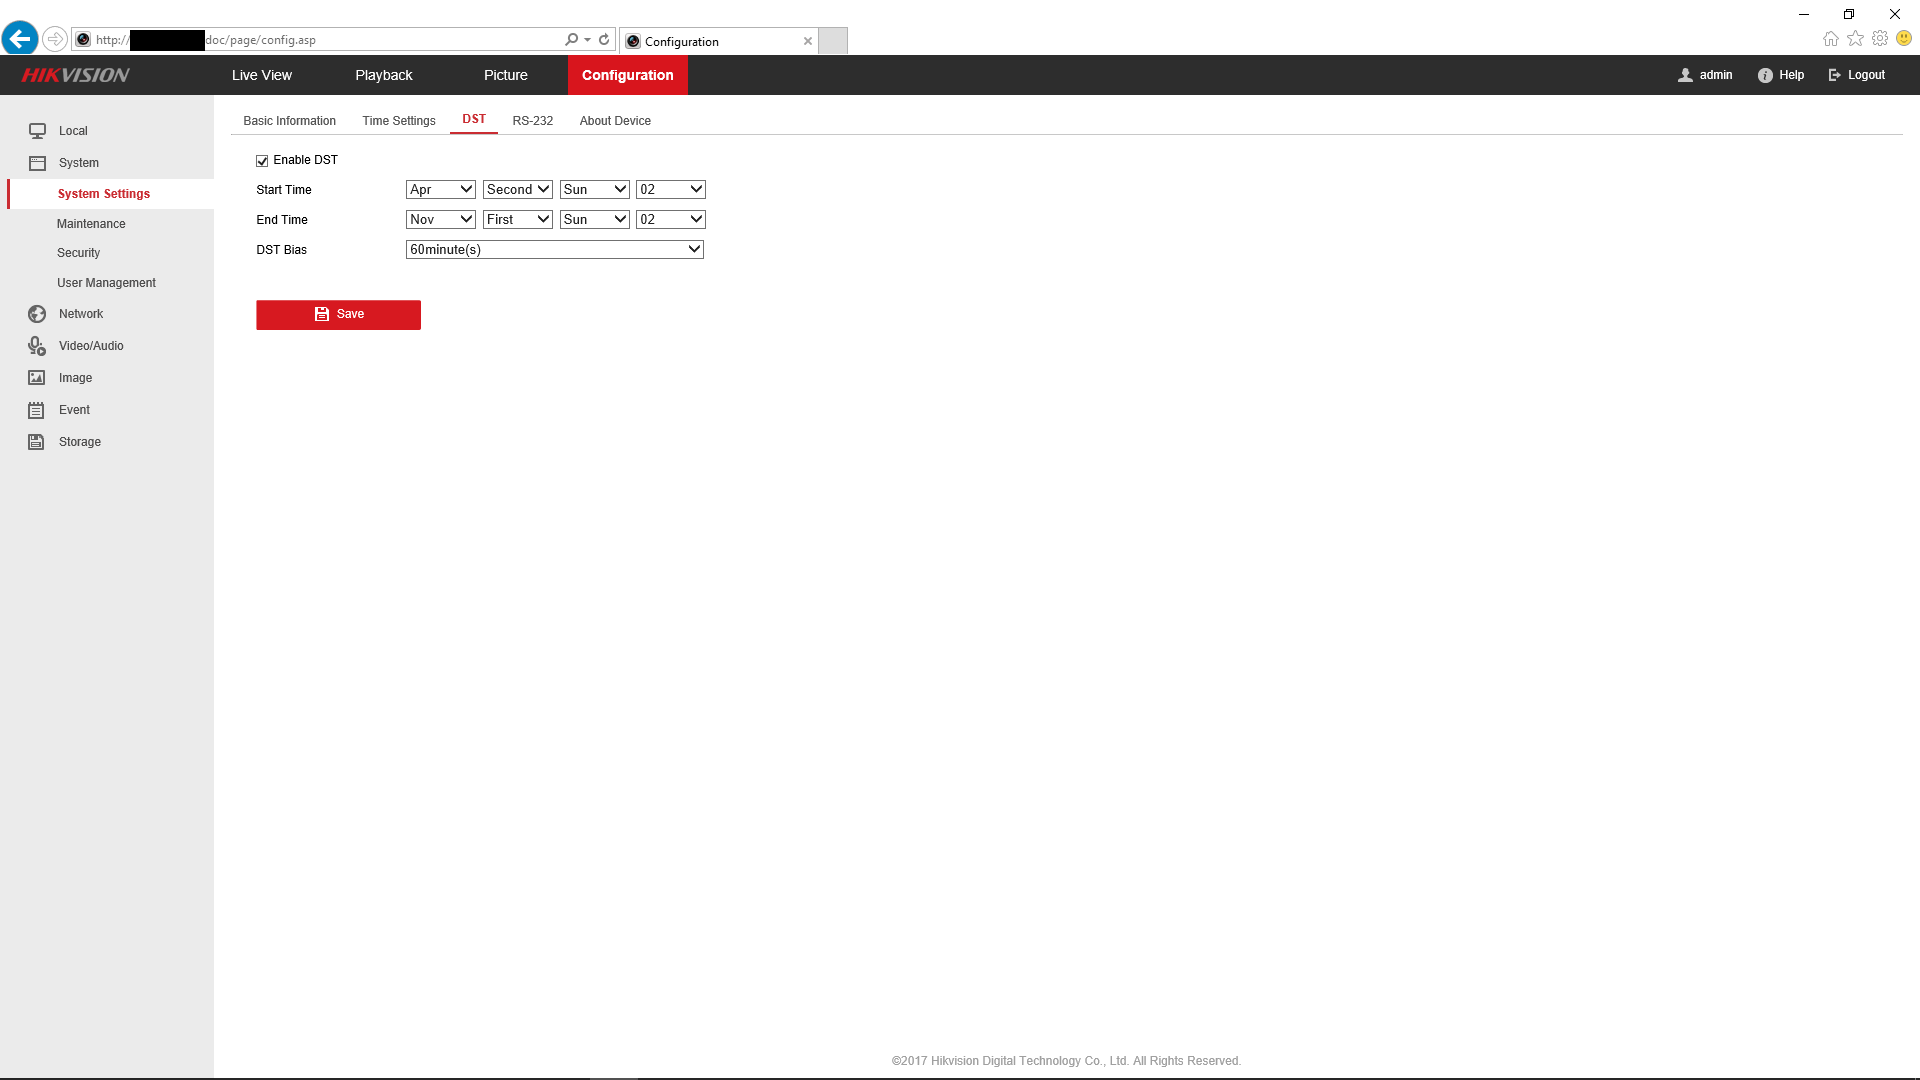 http:// doc/page/config.asp
Configuration
HIKVISION
Live View
Playback
Picture
Configuration
admin
Help
Logout
Local
System
System Settings
Maintenance
Security
User Management
Network
Video/Audio
Image
Event
Storage
Basic Information
Time Settings
DST
RS-232
About Device
Enable DST
Start Time Apr Second Sun 02
End Time Nov First Sun 02
DST Bias 60minute(s)
Save
©2017 Hikvision Digital Technology Co., Ltd. All Rights Reserved.